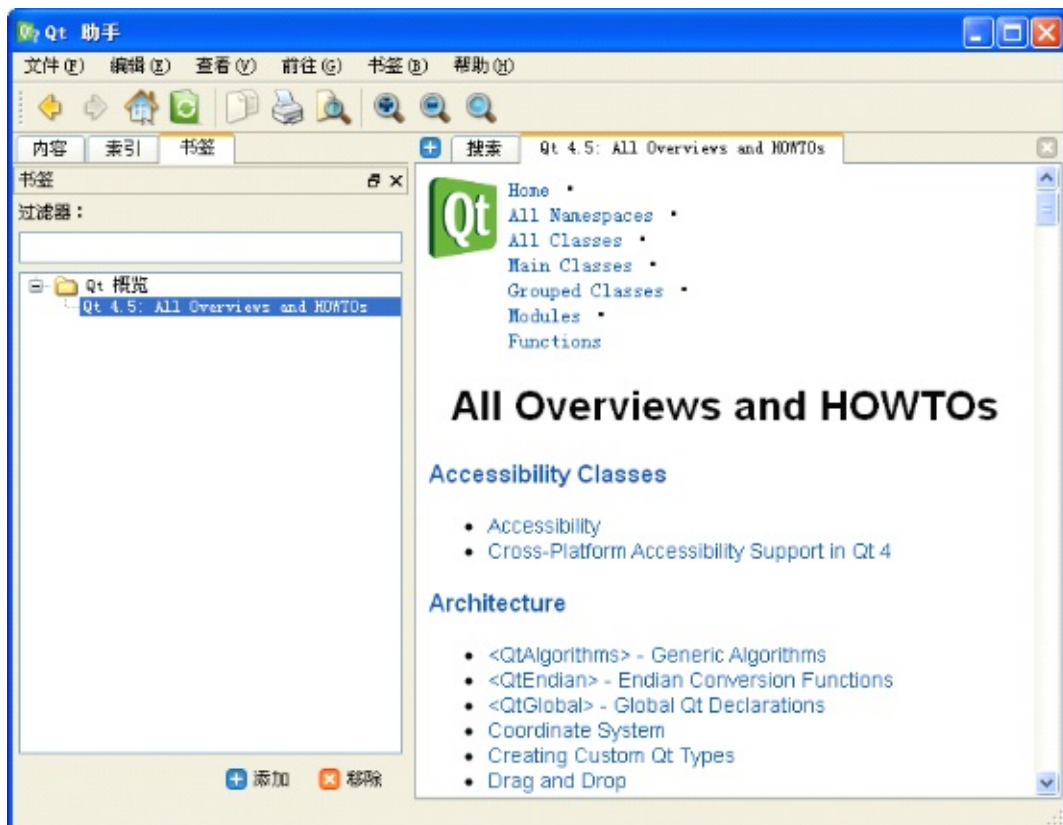 Qt 助手
文件(F) 编辑(E) 查看(V) 前往(G) 书签(B) 帮助(H)
内容 索引 书签
书签
过滤器：
Qt 概览
Qt 4.5: All Overviews and HOWTOs
添加 移除
搜索 Qt 4.5: All Overviews and HOWTOs
Qt
Home
All Namespaces
All Classes
Main Classes
Grouped Classes
Modules
Functions
All Overviews and HOWTOs
Accessibility Classes
Accessibility
Cross-Platform Accessibility Support in Qt 4
Architecture
<QtAlgorithms> - Generic Algorithms
<QtEndian> - Endian Conversion Functions
<QtGlobal> - Global Qt Declarations
Coordinate System
Creating Custom Qt Types
Drag and Drop